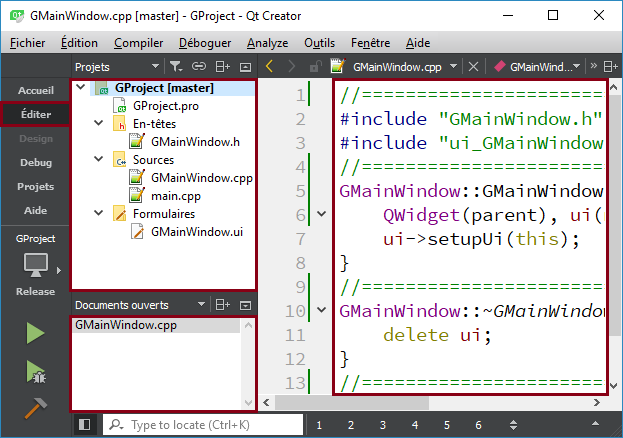 GMainWindow.cpp [master] - GProject - Qt Creator
Fichier Édition Compiler Déboguer Analyze Outils Fenêtre Aide
Projets
GMainWindow.cpp
GMainWind...
Accueil
Éditer
Design
Debug
Projets
Aide
GProject
Release
GProject [master]
GProject.pro
En-têtes
GMainWindow.h
Sources
GMainWindow.cpp
main.cpp
Formulaires
GMainWindow.ui
Documents ouverts
GMainWindow.cpp
1 //========================
2 #include "GMainWindow.h"
3 #include "ui_GMainWindow
4 //========================
5 GMainWindow::GMainWindow
6 QWidget(parent), ui(
7 ui->setupUi(this);
8 }
9 //========================
10 GMainWindow::~GMainWindow
11 delete ui;
12 }
13 //========================
Type to locate (Ctrl+K)
1 2 3 4 5 6